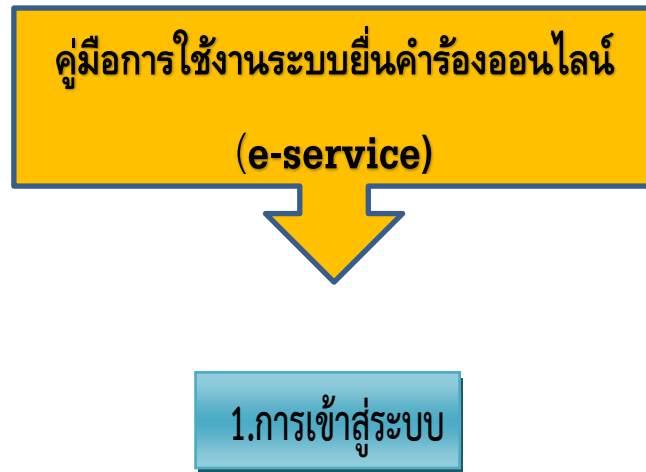 คู่มือการใช้งานระบบยื่นคำร้องออนไลน์
(e-service)
1.การเข้าสู่ระบบ